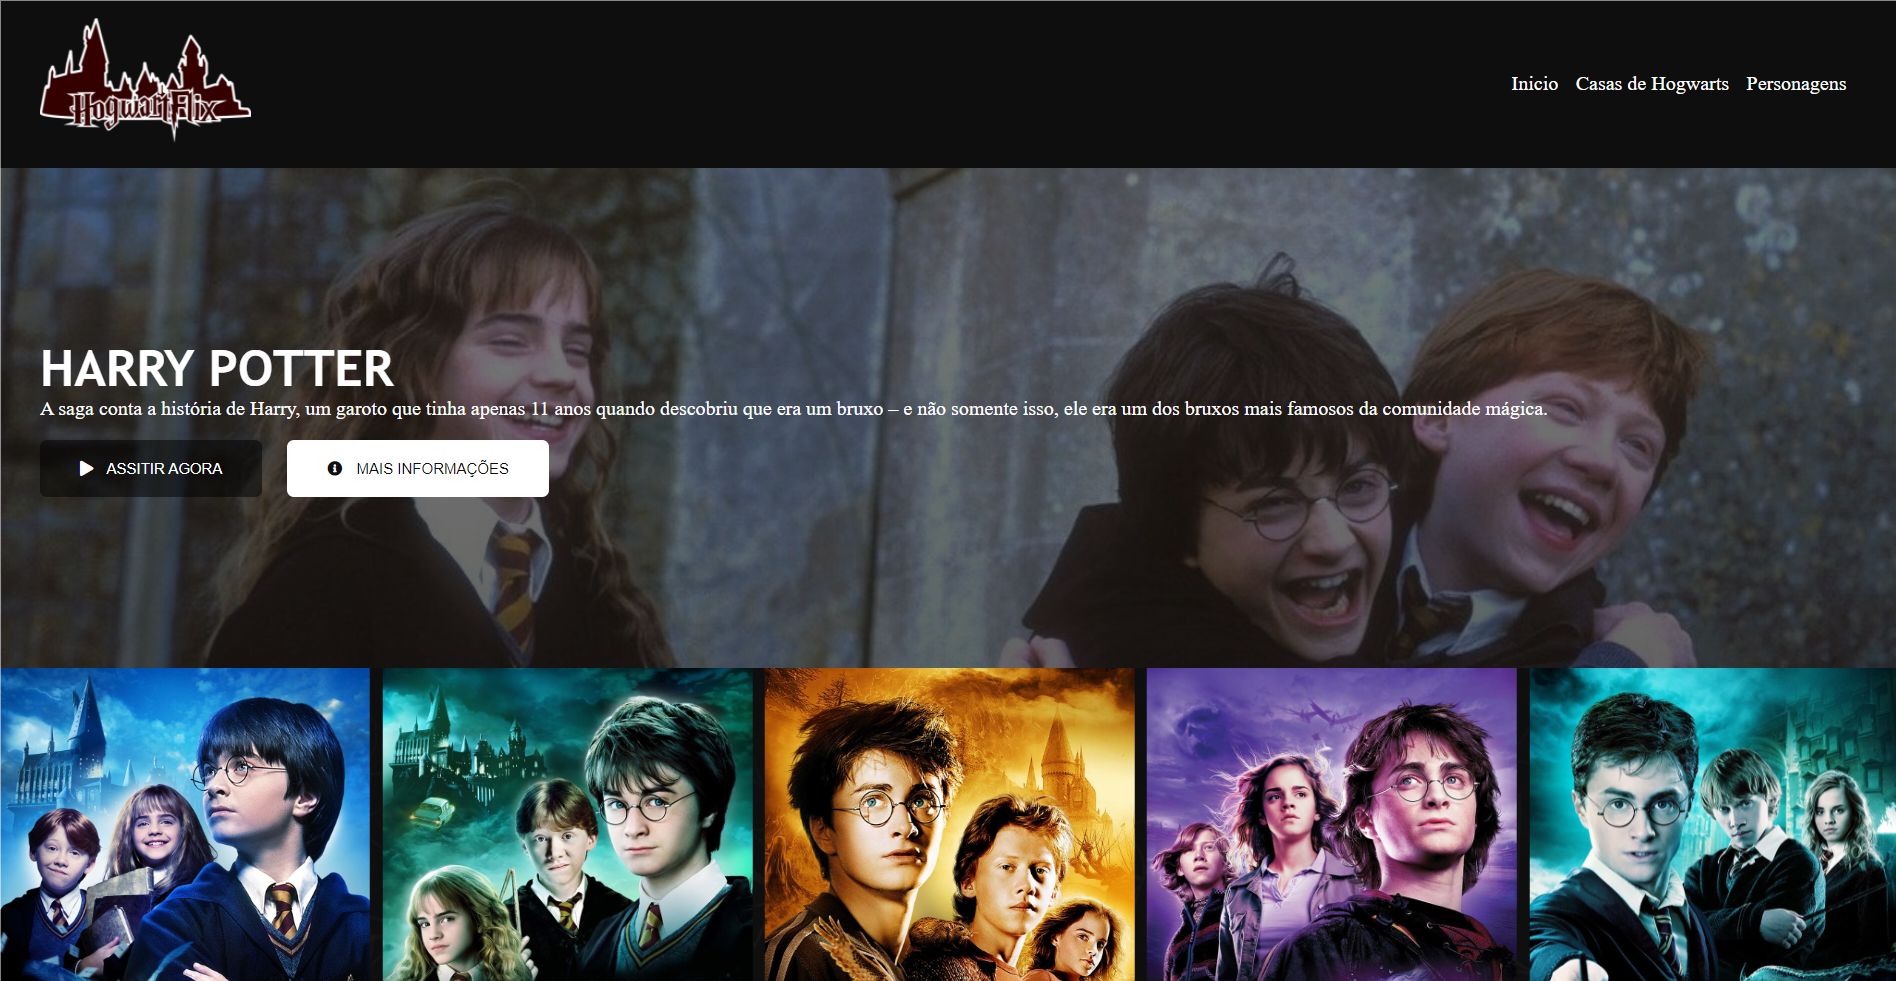 HogwartFlix
Inicio Casas de Hogwarts Personagens
HARRY POTTER
A saga conta a história de Harry, um garoto que tinha apenas 11 anos quando descobriu que era um bruxo – e não somente isso, ele era um dos bruxos mais famosos da comunidade mágica.
ASSITIR AGORA MAIS INFORMAÇÕES